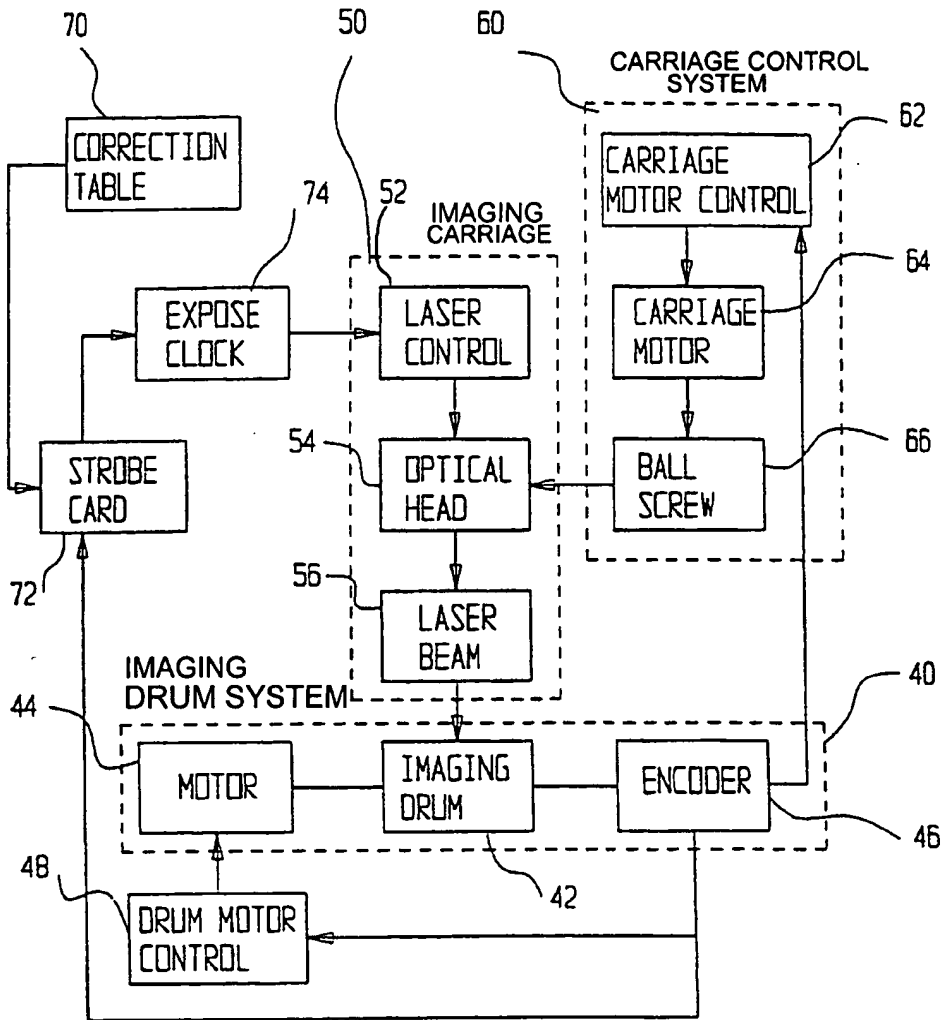 70
50
60
CARRIAGE CONTROL
SYSTEM
62
CORRECTION
TABLE
CARRIAGE
MOTOR CONTROL
74
52
IMAGING
CARRIAGE
64
EXPOSE
CLOCK
LASER
CONTROL
CARRIAGE
MOTOR
54
66
STROBE
CARD
OPTICAL
HEAD
BALL
SCREW
72
56
LASER
BEAM
IMAGING
DRUM SYSTEM
40
44
MOTOR
IMAGING
DRUM
ENCODER
46
48
42
DRUM MOTOR
CONTROL